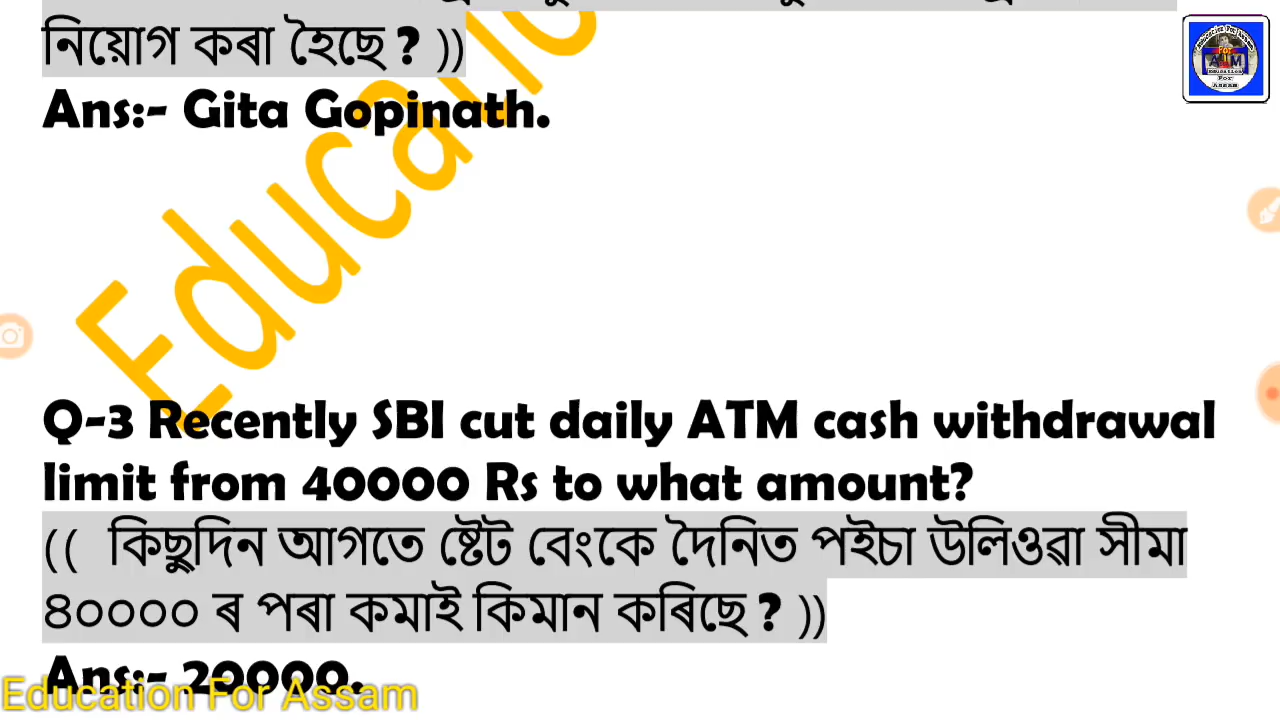 নিয়োগ কৰা হৈছে ? ))
Ans:- Gita Gopinath.
Educatio
Q-3 Recently SBI cut daily ATM cash withdrawal
limit from 40000 Rs to what amount?
(( কিছুদিন আগতে ষ্টেট বেংকে দৈনিত পইচা উলিওৱা সীমা
৪০০০০ ৰ পৰা কমাই কিমান কৰিছে ? ))
Ans:- 20000.
Education For Assam